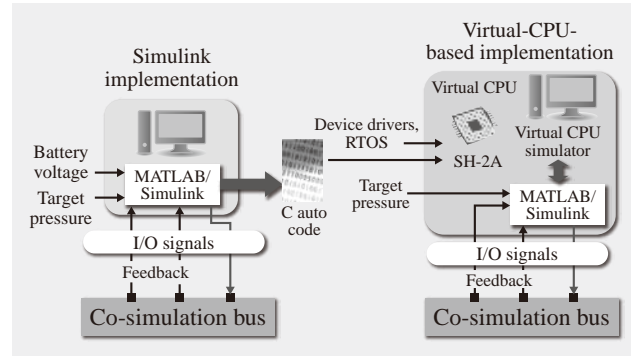 Simulink
implementation
Battery
voltage
Target
pressure
MATLAB/
Simulink
C auto
code
I/O signals
Feedback
Co-simulation bus
Virtual-CPU-
based implementation
Virtual CPU
Device drivers,
RTOS
SH-2A
Virtual CPU
simulator
Target
pressure
MATLAB/
Simulink
I/O signals
Feedback
Co-simulation bus